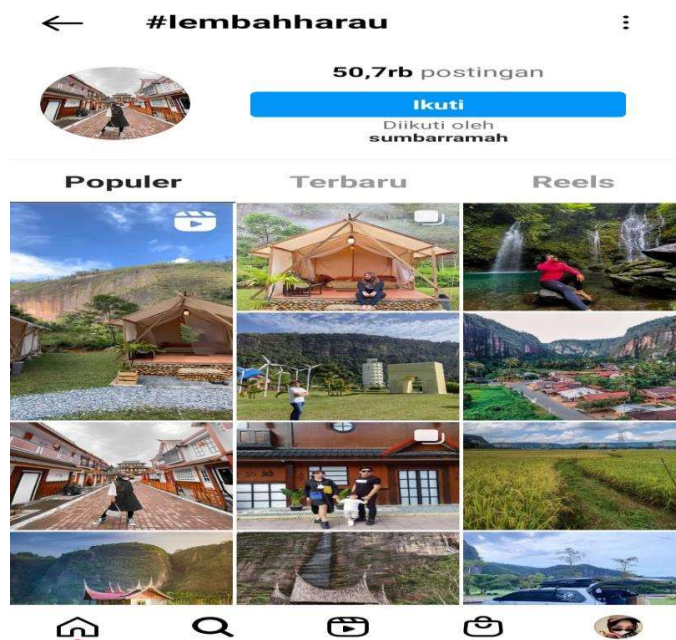 #lembahharau
50,7rb postingan
Ikuti
Diikuti oleh
sumbarramah
Populer
Terbaru
Reels